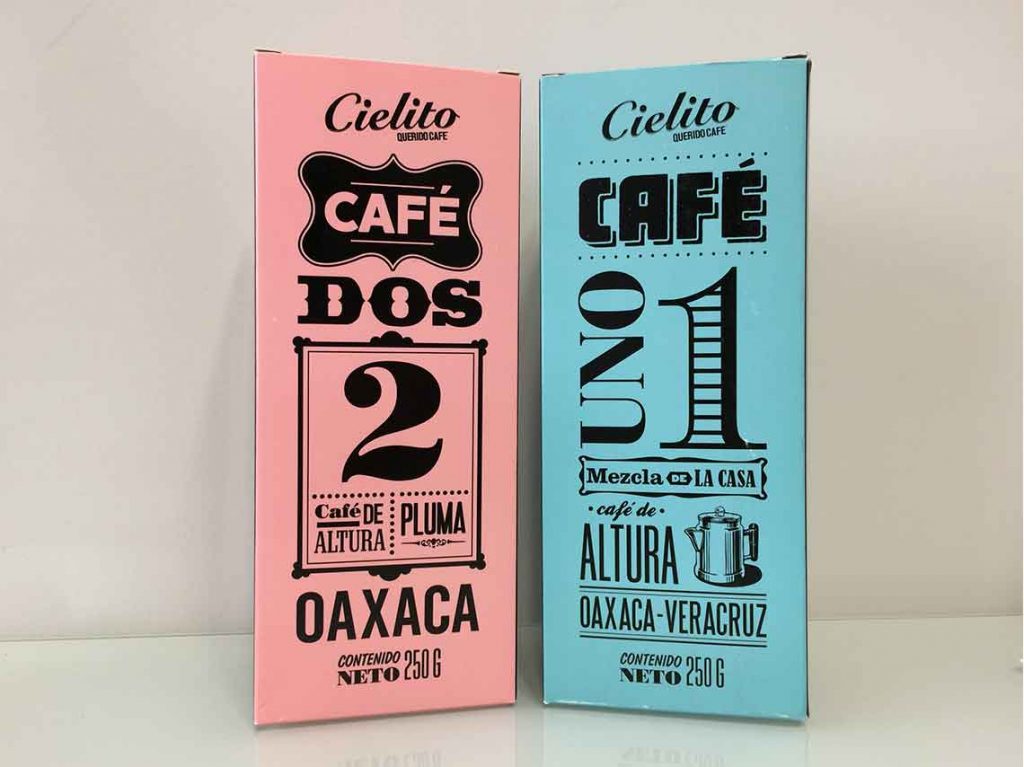 Cielito
QUERIDO CAFE
CAFÉ
DOS
2
Café DE
ALTURA
PLUMA
OAXACA
CONTENIDO
NETO 250 G
Cielito
QUERIDO CAFE
CAFÉ
UNO
1
Mezcla DE LA CASA
café de
ALTURA
OAXACA-VERACRUZ
CONTENIDO
NETO 250 G